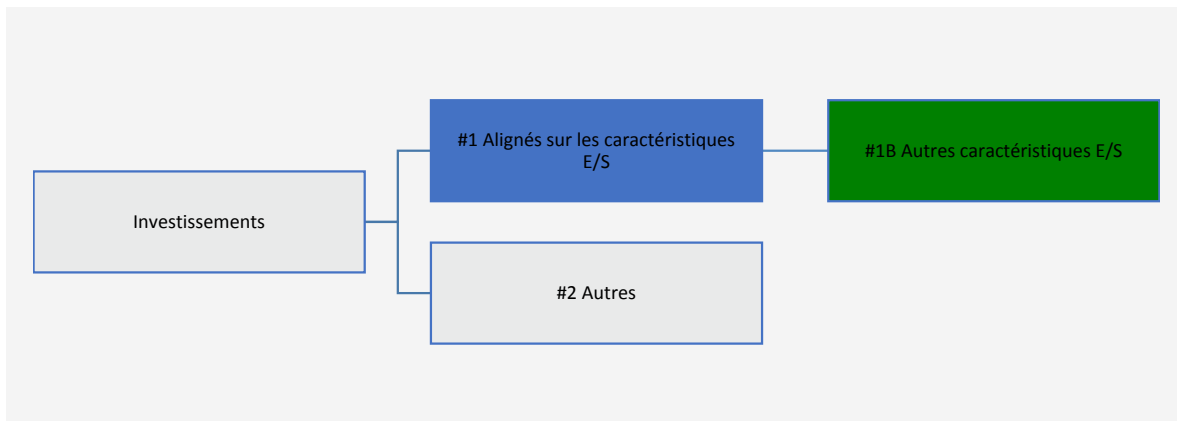 #1 Alignés sur les caractéristiques
E/S
#1B Autres caractéristiques E/S
Investissements
#2 Autres